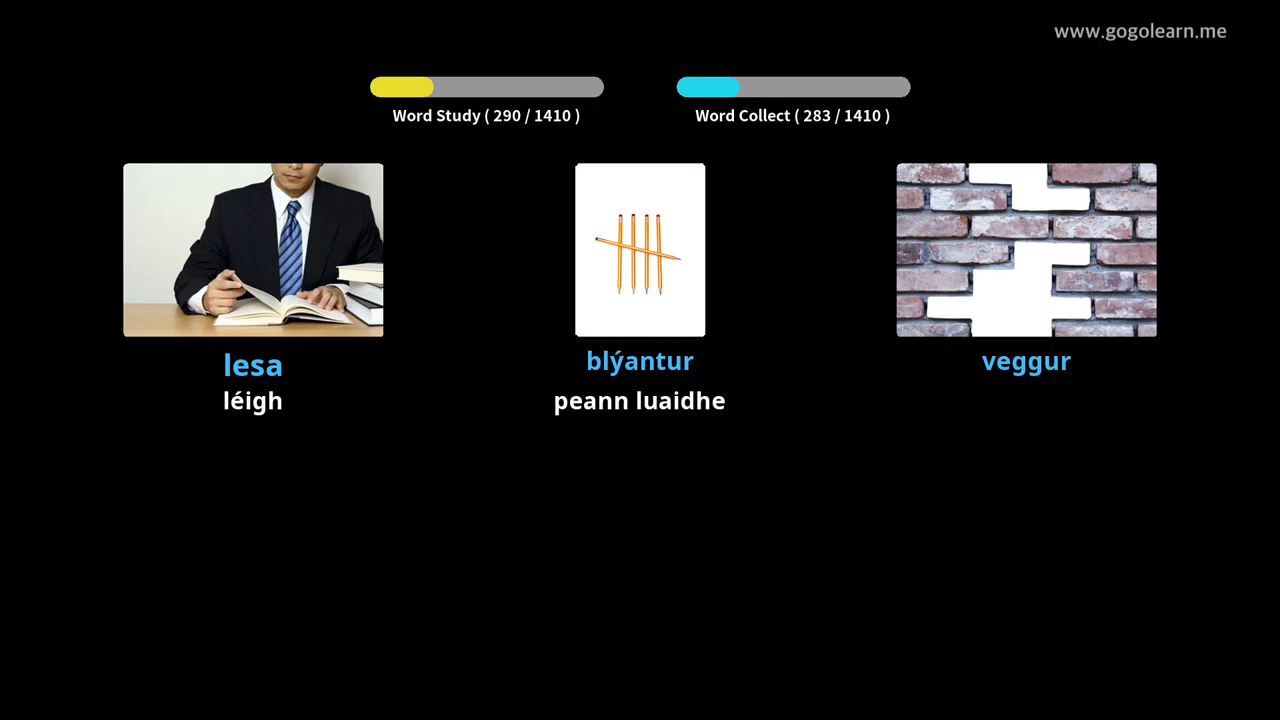 www.gogolearn.me
Word Study ( 290 / 1410 )
Word Collect ( 283 / 1410 )
lesa
léigh
blýantur
peann luaidhe
veggur